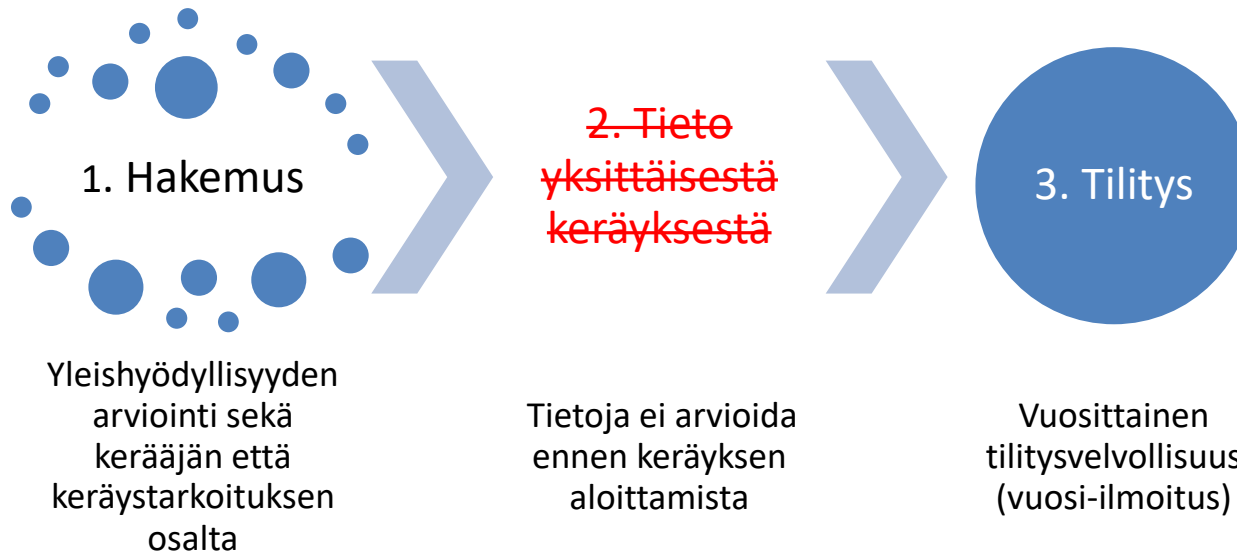 1. Hakemus
2. Tieto
yksittäisestä
keräyksestä
3. Tilitys
Yleishyödyllisyyden
arviointi sekä
kerääjän että
keräystarkoituksen
osalta
Tietoja ei arvioida
ennen keräyksen
aloittamista
Vuosittainen
tilitysvelvollisuus
(vuosi-ilmoitus)